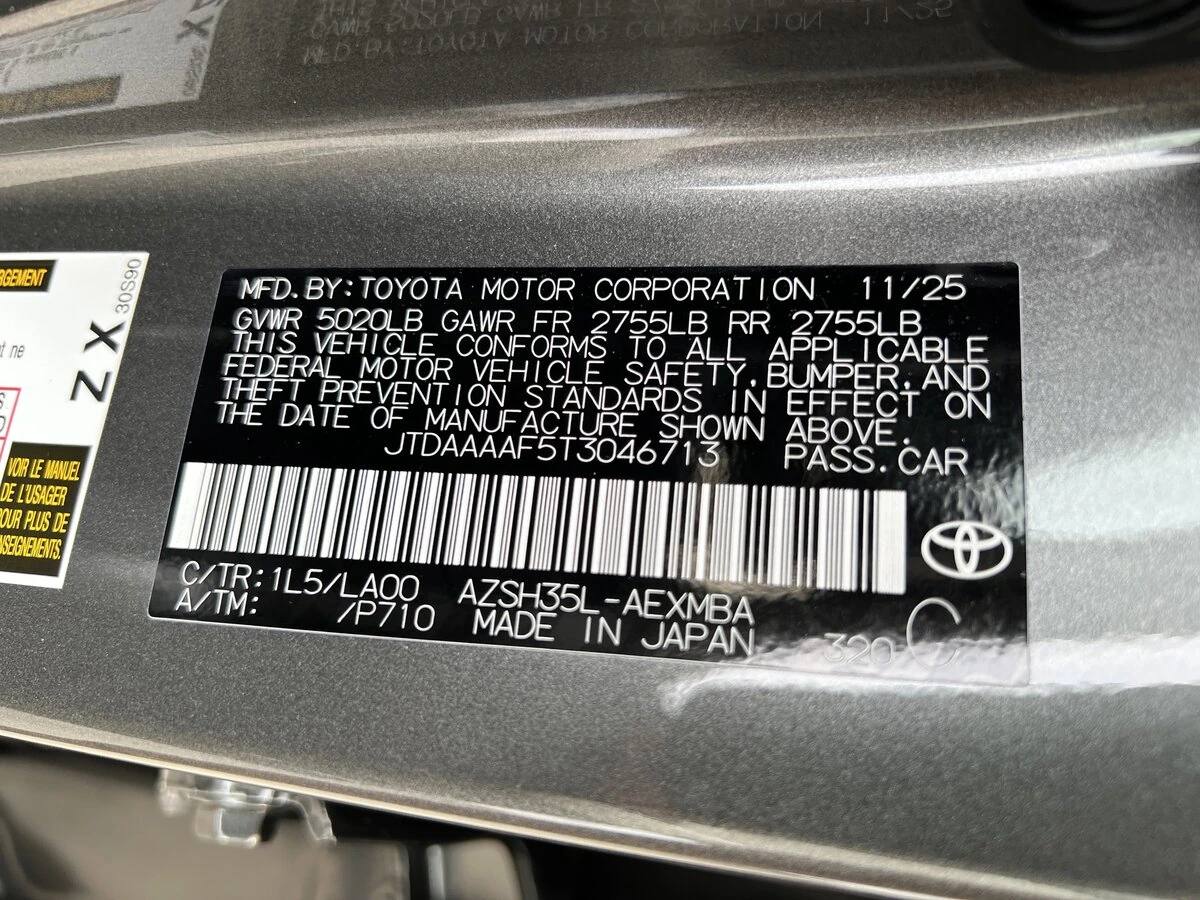 MFD.BY:TOYOTA MOTOR CORPORATION 11/25
GVWR 5020LB GAWR FR 2755LB RR 2755LB
THIS VEHICLE CONFORMS TO ALL APPLICABLE
FEDERAL MOTOR VEHICLE SAFETY,BUMPER,AND
THEFT PREVENTION STANDARDS IN EFFECT ON
THE DATE OF MANUFACTURE SHOWN ABOVE.
JTDAAAAF5T3046713 PASS.CAR
C/TR:1L5/LA00 AZSH35L-AEXMBA
A/TM: /P710 MADE IN JAPAN 320 C
ZX 30S90
nt ne
VOIR LE MANUEL
DE L'USAGER
POUR PLUS DE